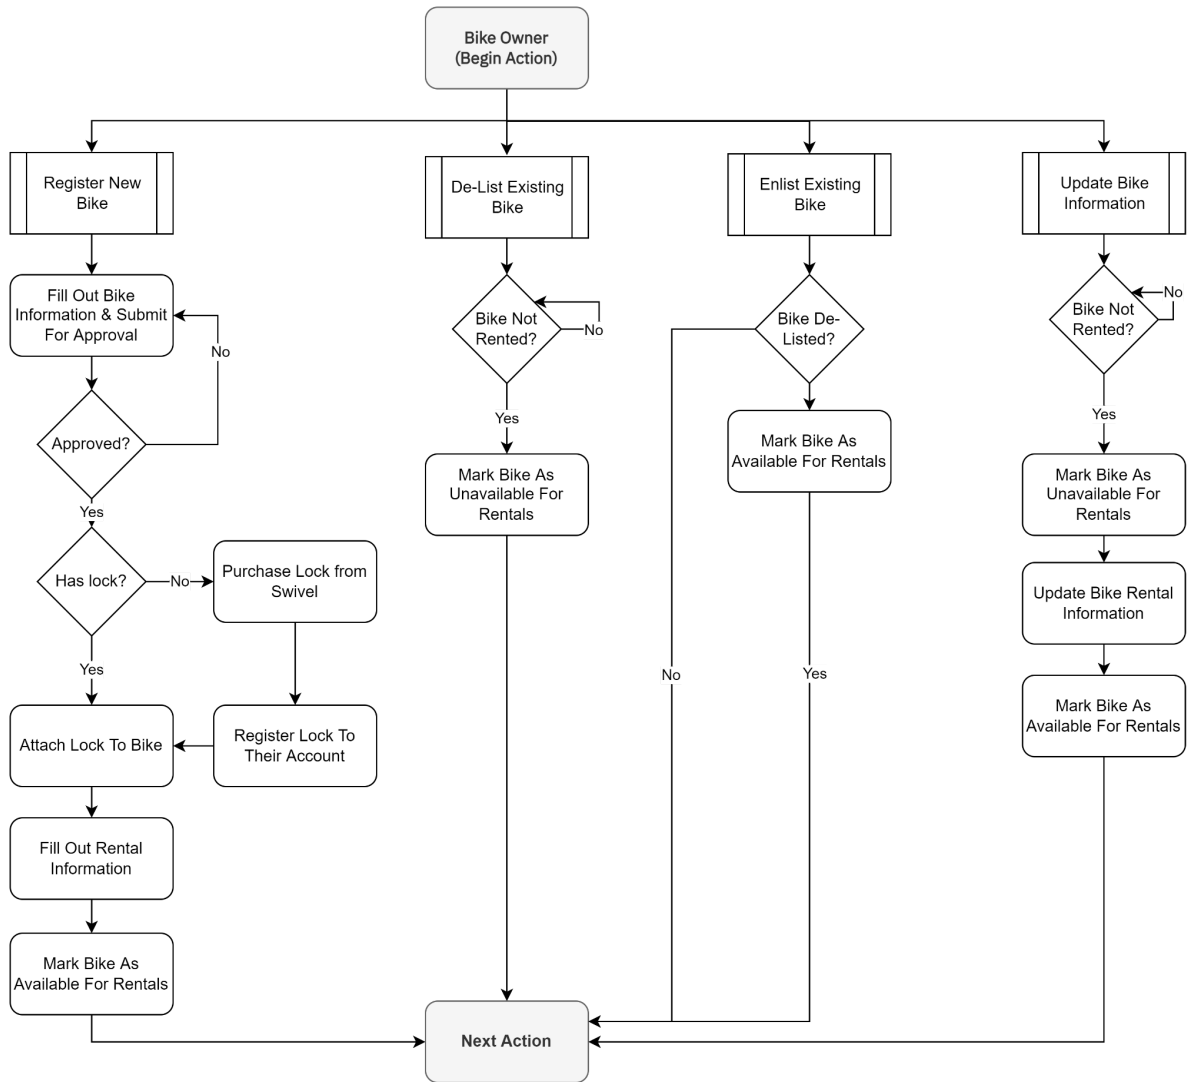 Bike Owner
(Begin Action)
Register New
Bike
De-List Existing
Bike
Enlist Existing
Bike
Update Bike
Information
Fill Out Bike
Information & Submit
For Approval
No
Approved?
Yes
Has lock?
No
Purchase Lock from
Swivel
Yes
Attach Lock To Bike
Register Lock To
Their Account
Fill Out Rental
Information
Mark Bike As
Available For Rentals
Bike Not
Rented?
No
Yes
Mark Bike As
Unavailable For
Rentals
Bike De-
Listed?
Mark Bike As
Available For Rentals
No
Yes
Bike Not
Rented?
No
Yes
Mark Bike As
Unavailable For
Rentals
Update Bike Rental
Information
Mark Bike As
Available For Rentals
Next Action